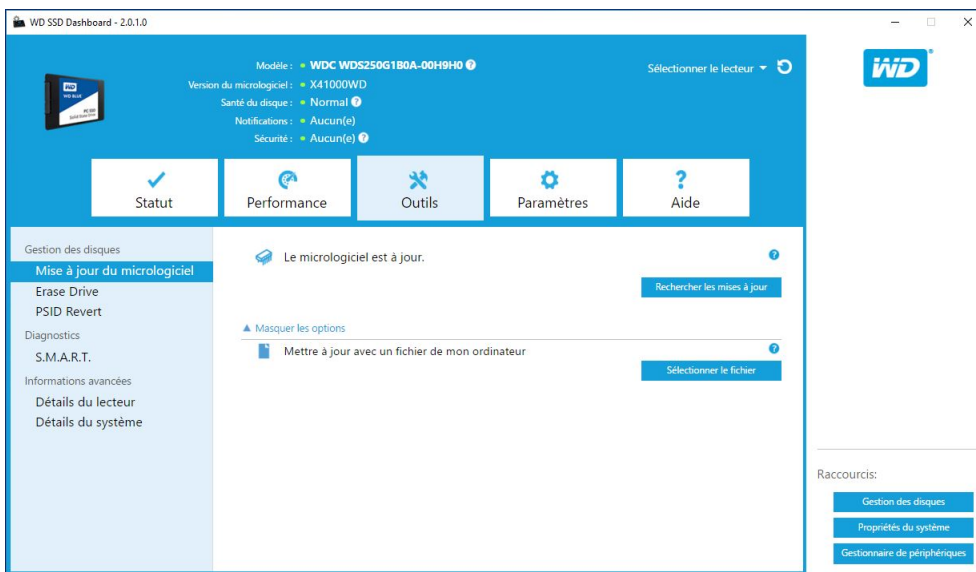 WD SSD Dashboard - 2.0.1.0
WD
WD BLUE
Modèle : WDC WDS250G1B0A-00H9H0 ?
Version du micrologiciel : X41000WD
Santé du disque : Normal ?
Notifications : Aucun(e)
Sécurité : Aucun(e) ?
Sélectionner le lecteur
WD
Statut
Performance
Outils
Paramètres
? Aide
Gestion des disques
Mise à jour du micrologiciel
Erase Drive
PSID Revert
Diagnostics
S.M.A.R.T.
Informations avancées
Détails du lecteur
Détails du système
Le micrologiciel est à jour. ?
Rechercher les mises à jour
Masquer les options
Mettre à jour avec un fichier de mon ordinateur ?
Sélectionner le fichier
Raccourcis:
Gestion des disques
Propriétés du système
Gestionnaire de périphériques